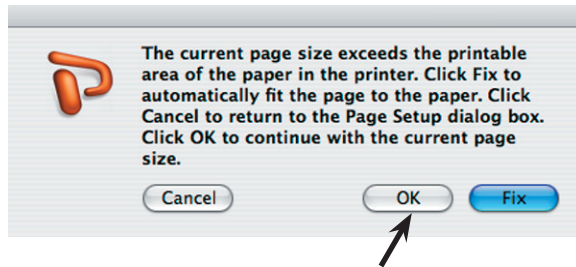 The current page size exceeds the printable
area of the paper in the printer. Click Fix to
automatically fit the page to the paper. Click
Cancel to return to the Page Setup dialog box.
Click OK to continue with the current page
size.
Cancel OK Fix